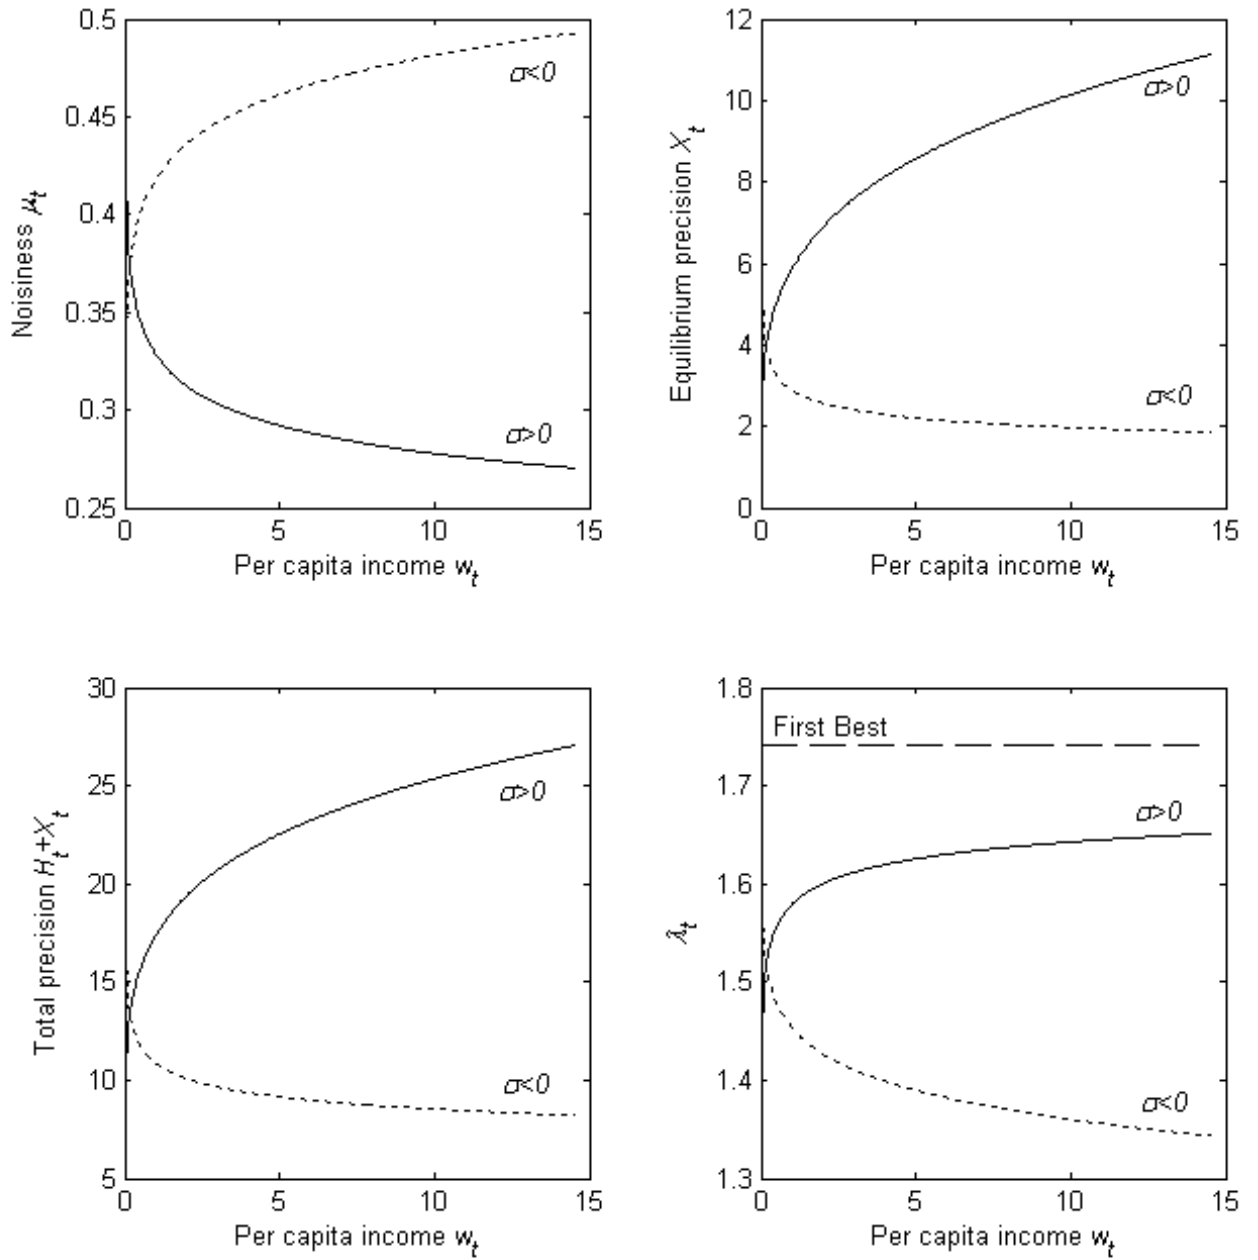 0.5
0.45
0.4
0.35
0.3
0.25
0
5
10
15
Noisiness μt
Per capita income wt
σ<0
σ>0
12
10
8
6
4
2
0
0
5
10
15
Equilibrium precision Xt
Per capita income wt
σ>0
σ<0
30
25
20
15
10
5
0
5
10
15
Total precision Ht+Xt
Per capita income wt
σ>0
σ<0
1.8
1.7
1.6
1.5
1.4
1.3
0
5
10
15
λ̂t
Per capita income wt
First Best
σ>0
σ<0